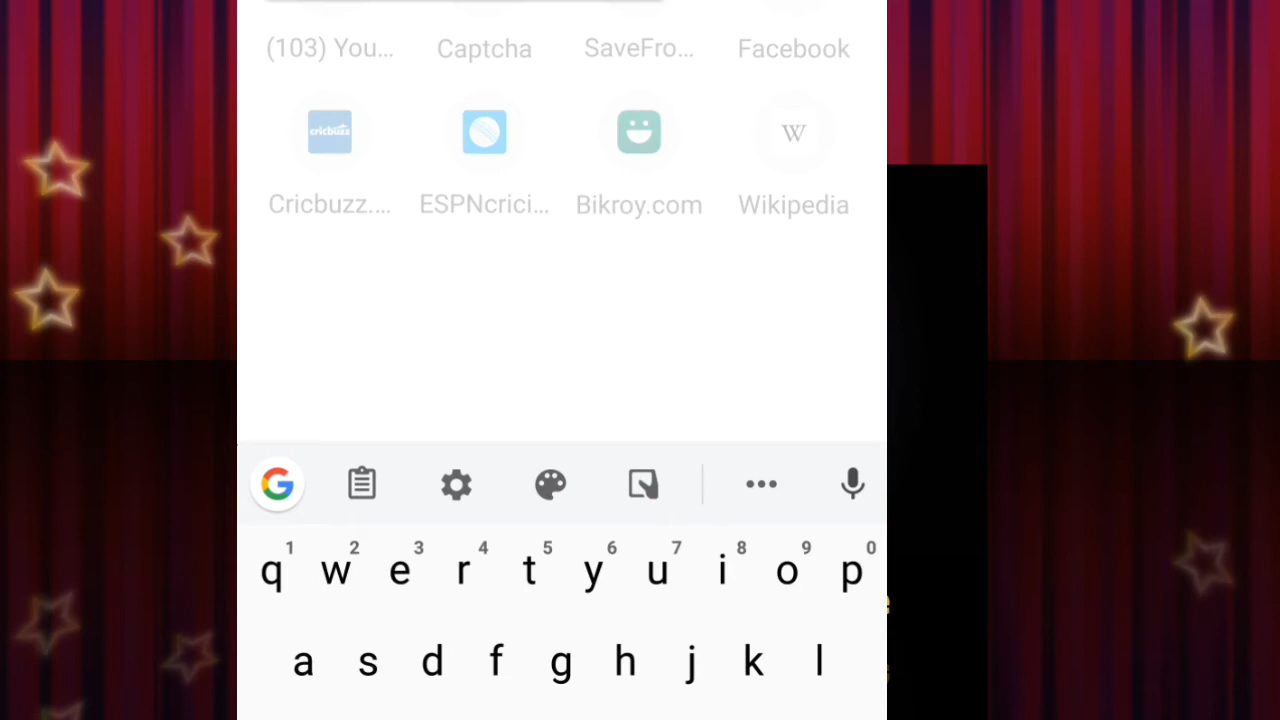 (103) You... Captcha SaveFro... Facebook
cricbuzz W
Cricbuzz.... ESPNcrici... Bikroy.com Wikipedia
G
1 2 3 4 5 6 7 8 9 0
q w e r t y u i o p
a s d f g h j k l